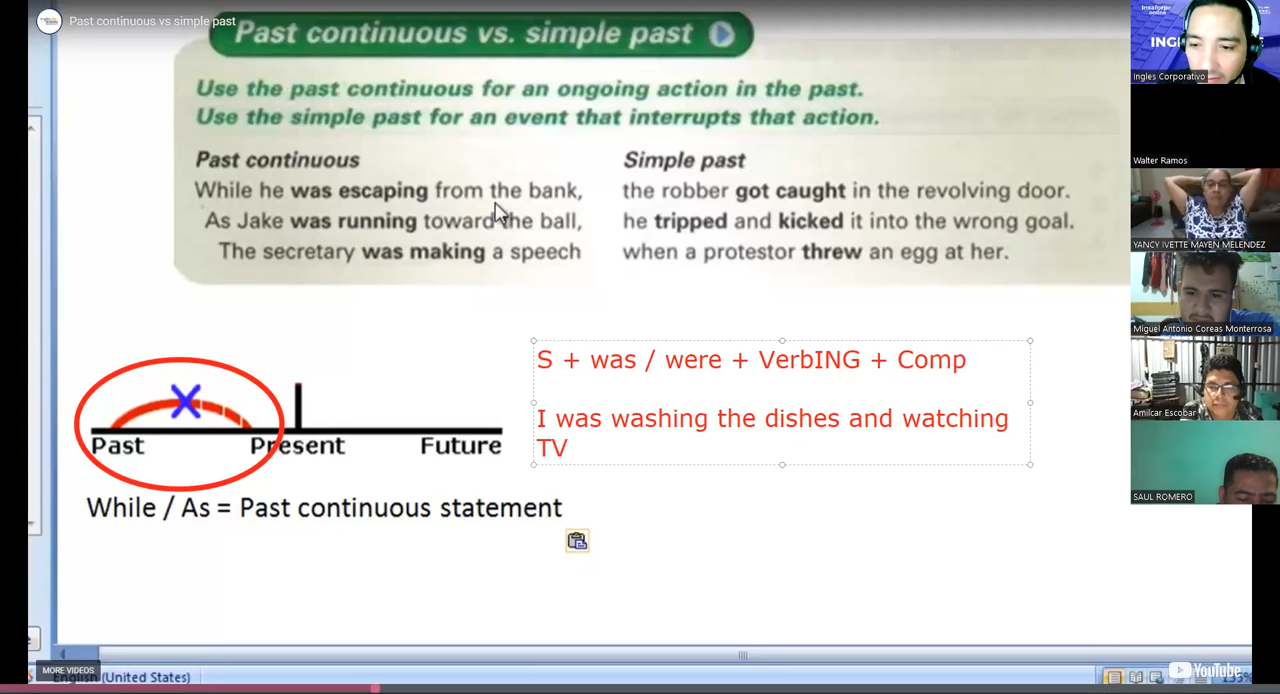 Past continuous vs simple past
Past continuous vs. simple past
Use the past continuous for an ongoing action in the past.
Use the simple past for an event that interrupts that action.
Past continuous Simple past
While he was escaping from the bank, the robber got caught in the revolving door.
As Jake was running toward the ball, he tripped and kicked it into the wrong goal.
The secretary was making a speech when a protestor threw an egg at her.
S + was / were + VerbING + Comp
I was washing the dishes and watching
TV
Past Present Future
While / As = Past continuous statement
MORE VIDEOS
English (United States)
YouTube
Insaforp
online
Ingles Corporativo
Walter Ramos
YANCY IVETTE MAYEN MELENDEZ
Miguel Antonio Coreas Monterrosa
Amilcar Escobar
SAUL ROMERO